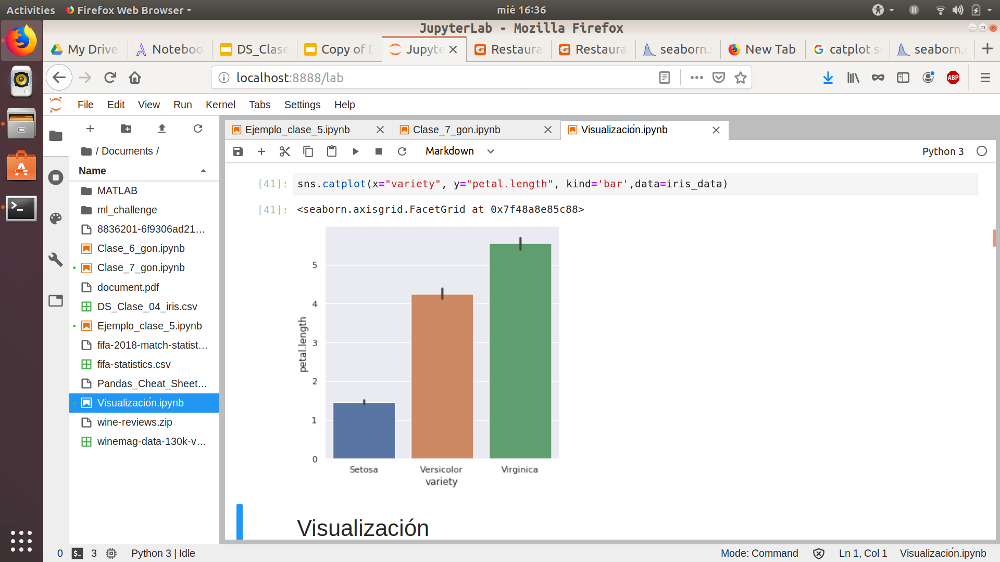 Activities
Firefox Web Browser
mié 16:36
JupyterLab - Mozilla Firefox
My Drive
Noteboo
DS_Clase
Copy of D
Jupyte
Restaura
Restaura
seaborn.
New Tab
catplot s
seaborn.
localhost:8888/lab
ABP
File Edit View Run Kernel Tabs Settings Help
Ejemplo_clase_5.ipynb
Clase_7_gon.ipynb
Visualización.ipynb
/ Documents /
Markdown
Python 3
Name
MATLAB
ml_challenge
8836201-6f9306ad21…
Clase_6_gon.ipynb
Clase_7_gon.ipynb
document.pdf
DS_Clase_04_iris.csv
Ejemplo_clase_5.ipynb
fifa-2018-match-statist…
fifa-statistics.csv
Pandas_Cheat_Sheet…
Visualización.ipynb
wine-reviews.zip
winemag-data-130k-v…
[41]: sns.catplot(x="variety", y="petal.length", kind='bar',data=iris_data)
[41]: <seaborn.axisgrid.FacetGrid at 0x7f48a8e85c88>
5
4
3
2
1
0
petal.length
Setosa
Versicolor
Virginica
variety
Visualización
0
$_
3
Python 3 | Idle
Mode: Command
Ln 1, Col 1
Visualización.ipynb